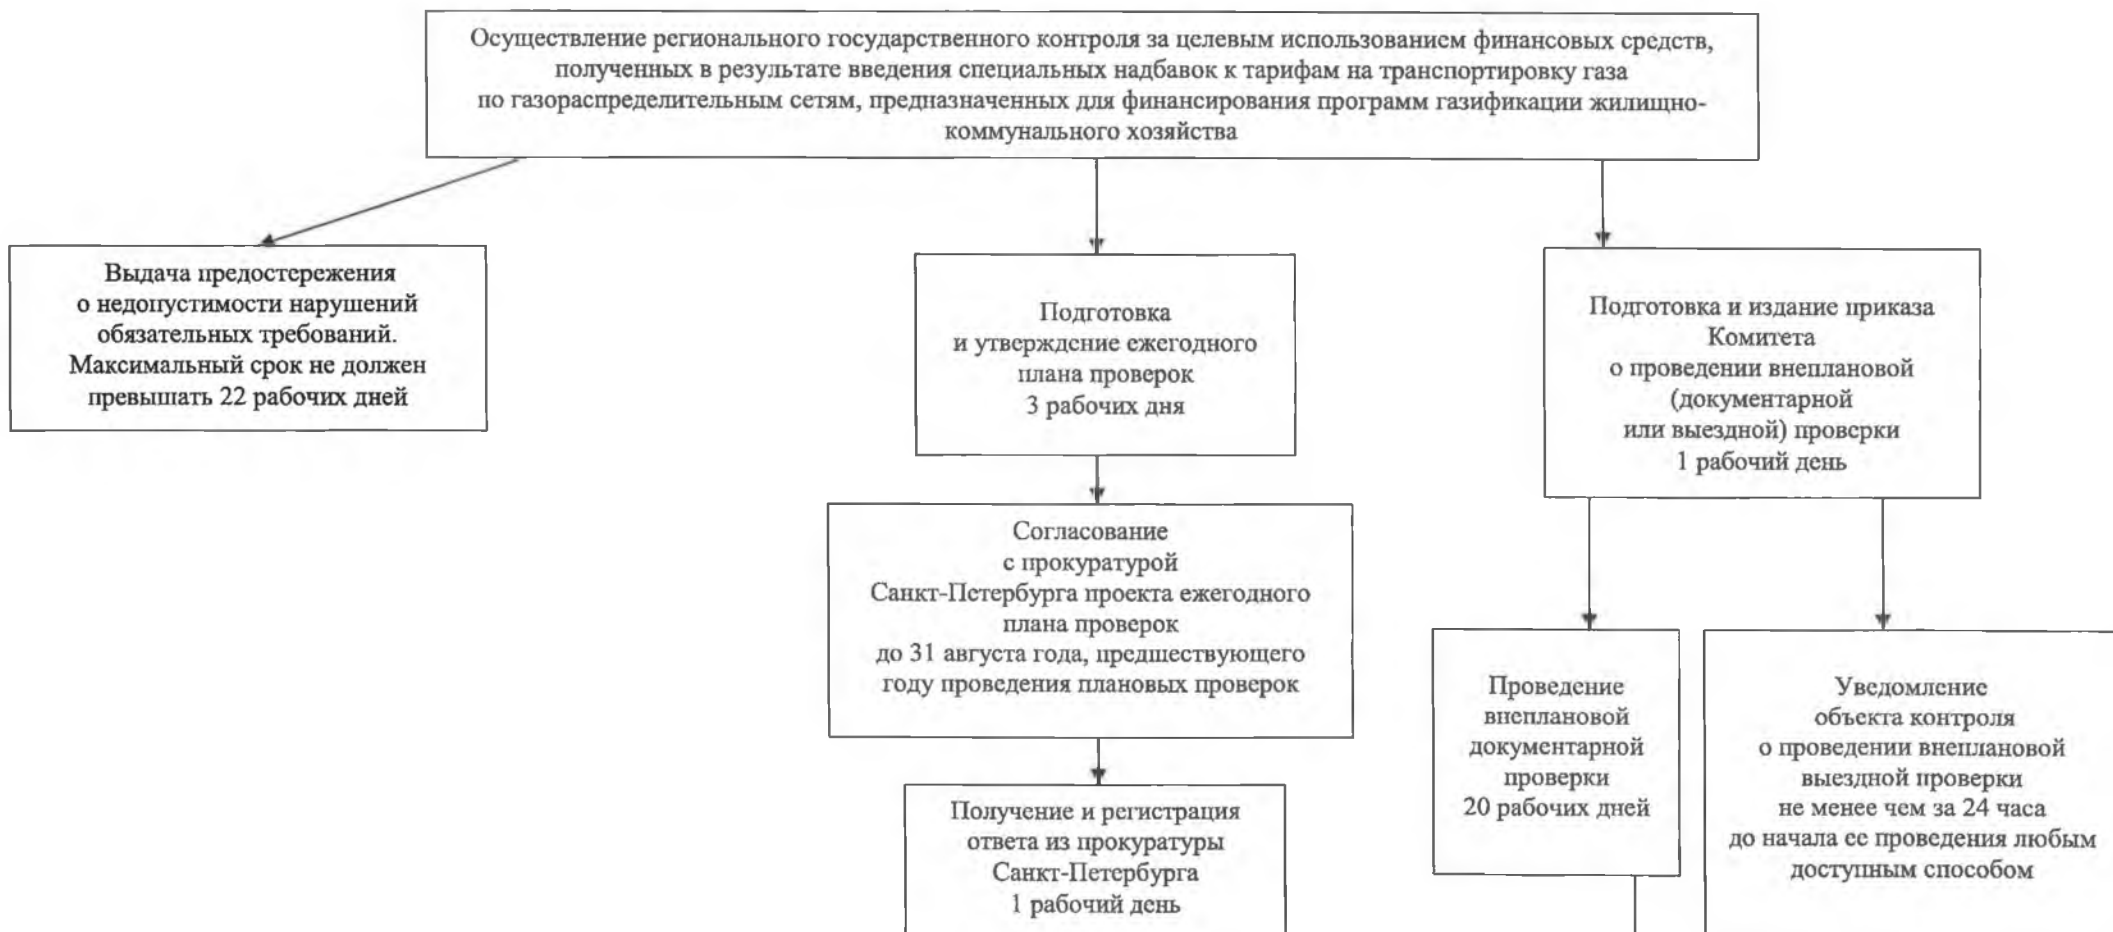 Осуществление регионального государственного контроля за целевым использованием финансовых средств,
полученных в результате введения специальных надбавок к тарифам на транспортировку газа
по газораспределительным сетям, предназначенных для финансирования программ газификации жилищно-
коммунального хозяйства
Выдача предостережения
о недопустимости нарушений
обязательных требований.
Максимальный срок не должен
превышать 22 рабочих дней
Подготовка
и утверждение ежегодного
плана проверок
3 рабочих дня
Подготовка и издание приказа
Комитета
о проведении внеплановой
(документарной
или выездной) проверки
1 рабочий день
Согласование
с прокуратурой
Санкт-Петербурга проекта ежегодного
плана проверок
до 31 августа года, предшествующего
году проведения плановых проверок
Проведение
внеплановой
документарной
проверки
20 рабочих дней
Уведомление
объекта контроля
о проведении внеплановой
выездной проверки
не менее чем за 24 часа
до начала ее проведения любым
доступным способом
Получение и регистрация
ответа из прокуратуры
Санкт-Петербурга
1 рабочий день